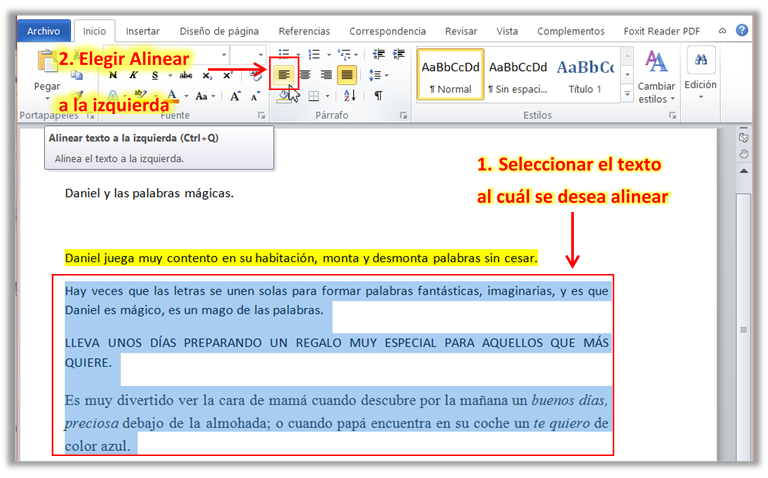 Archivo Inicio Insertar Diseño de página Referencias Correspondencia Revisar Vista Complementos Foxit Reader PDF
2. Elegir Alinear
a la izquierda
Pegar
N K S abc x₂ x²
A Aa A A
AaBbCcDd AaBbCcDd AaBbCc
¶ Normal ¶ Sin espaci... Título 1
Cambiar
estilos
Edición
Portapapeles Fuente Párrafo Estilos
Alinear texto a la izquierda (Ctrl+Q)
Alinea el texto a la izquierda.
1. Seleccionar el texto
al cuál se desea alinear
Daniel y las palabras mágicas.
Daniel juega muy contento en su habitación, monta y desmonta palabras sin cesar.
Hay veces que las letras se unen solas para formar palabras fantásticas, imaginarias, y es que
Daniel es mágico, es un mago de las palabras.
LLEVA UNOS DÍAS PREPARANDO UN REGALO MUY ESPECIAL PARA AQUELLOS QUE MÁS
QUIERE.
Es muy divertido ver la cara de mamá cuando descubre por la mañana un buenos días,
preciosa debajo de la almohada; o cuando papá encuentra en su coche un te quiero de
color azul.